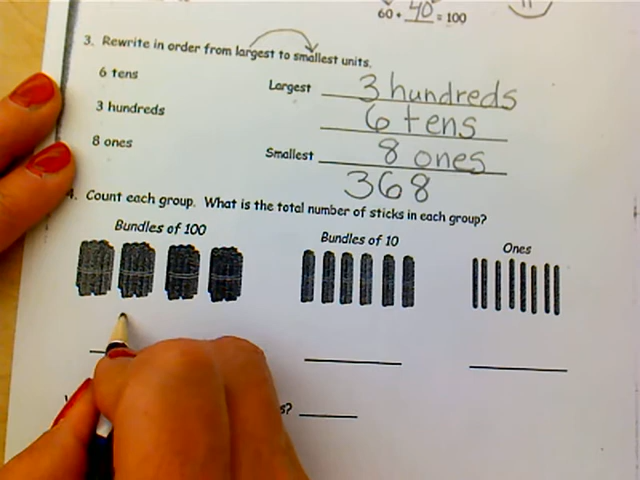 60 + 40 = 100
3. Rewrite in order from largest to smallest units.
6 tens
Largest 3 hundreds
3 hundreds
6 tens
8 ones
Smallest 8 ones
368
4. Count each group. What is the total number of sticks in each group?
Bundles of 100
Bundles of 10
Ones